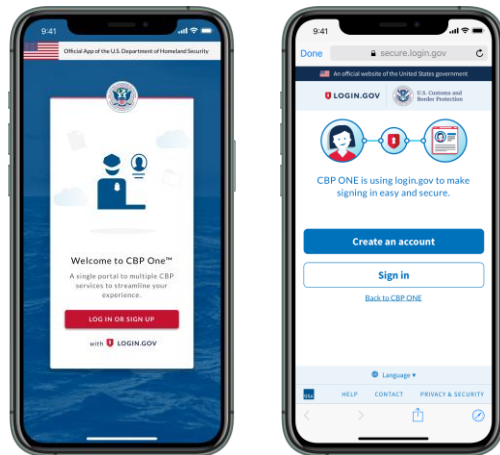 9:41
Official App of the U.S. Department of Homeland Security
Welcome to CBP One™
A single portal to multiple CBP
services to streamline your
experience.
LOG IN OR SIGN UP
with LOGIN.GOV
9:41
Done
secure.login.gov
An official website of the United States government
LOGIN.GOV
U.S. Customs and
Border Protection
CBP ONE is using login.gov to make
signing in easy and secure.
Create an account
Sign in
Back to CBP ONE
Language
HELP CONTACT PRIVACY & SECURITY